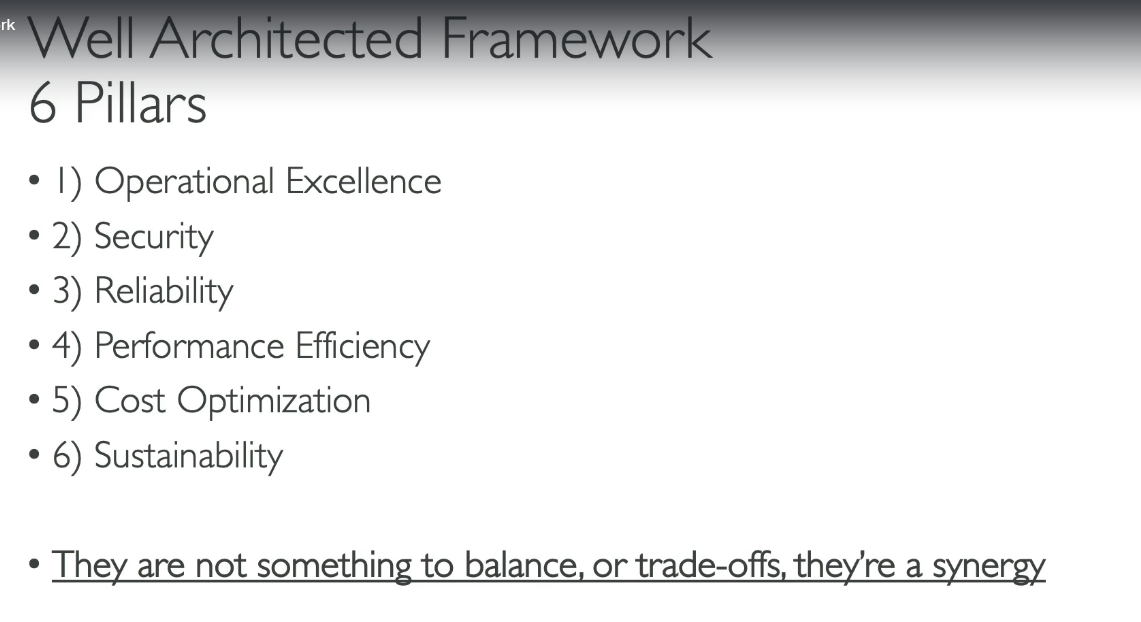 rk
Well Architected Framework
6 Pillars
• 1) Operational Excellence
• 2) Security
• 3) Reliability
• 4) Performance Efficiency
• 5) Cost Optimization
• 6) Sustainability
• They are not something to balance, or trade-offs, they're a synergy